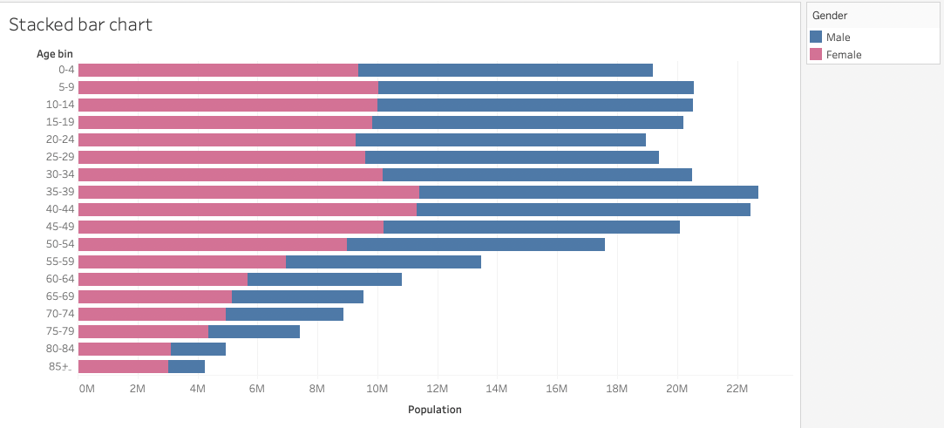 Stacked bar chart
Gender
Male
Female
Age bin
0-4
5-9
10-14
15-19
20-24
25-29
30-34
35-39
40-44
45-49
50-54
55-59
60-64
65-69
70-74
75-79
80-84
85+.
0M 2M 4M 6M 8M 10M 12M 14M 16M 18M 20M 22M
Population